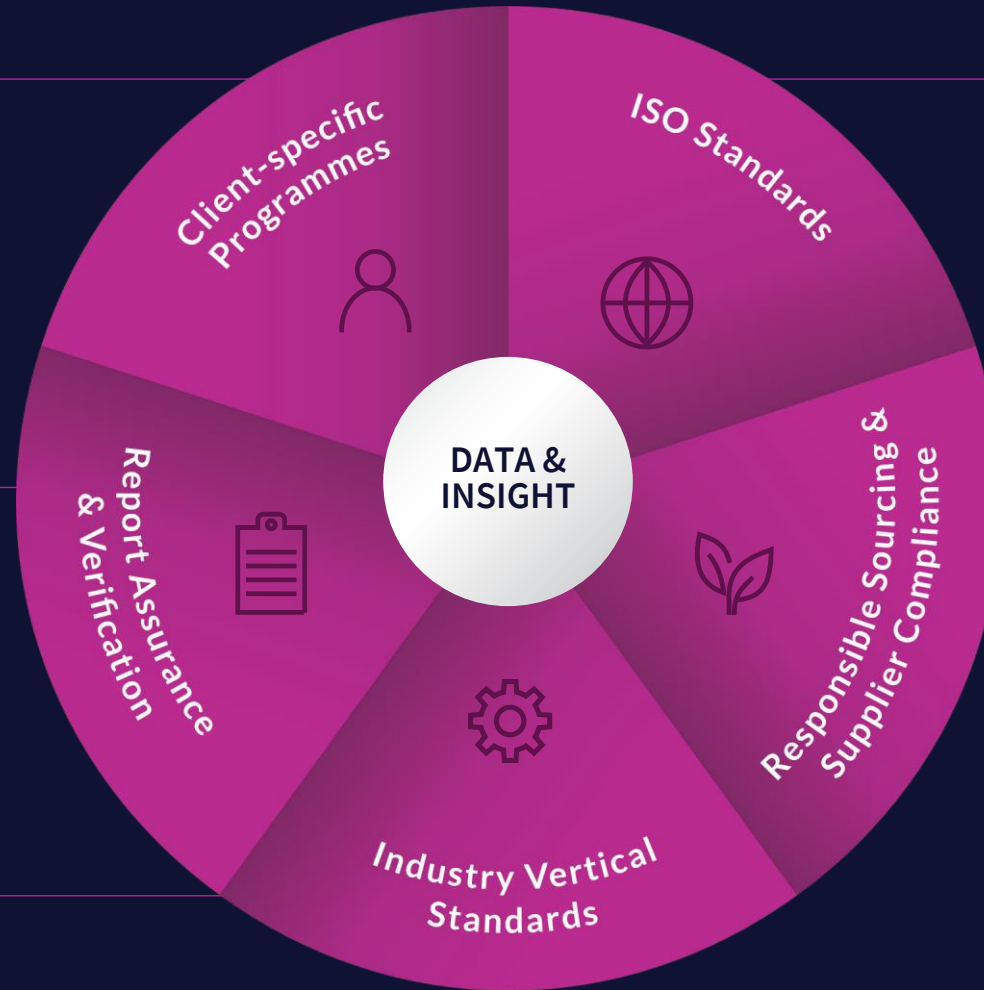 Client-specific
Programmes
ISO Standards
DATA &
INSIGHT
Responsible Sourcing &
Supplier Compliance
Report Assurance
& Verification
Industry Vertical
Standards